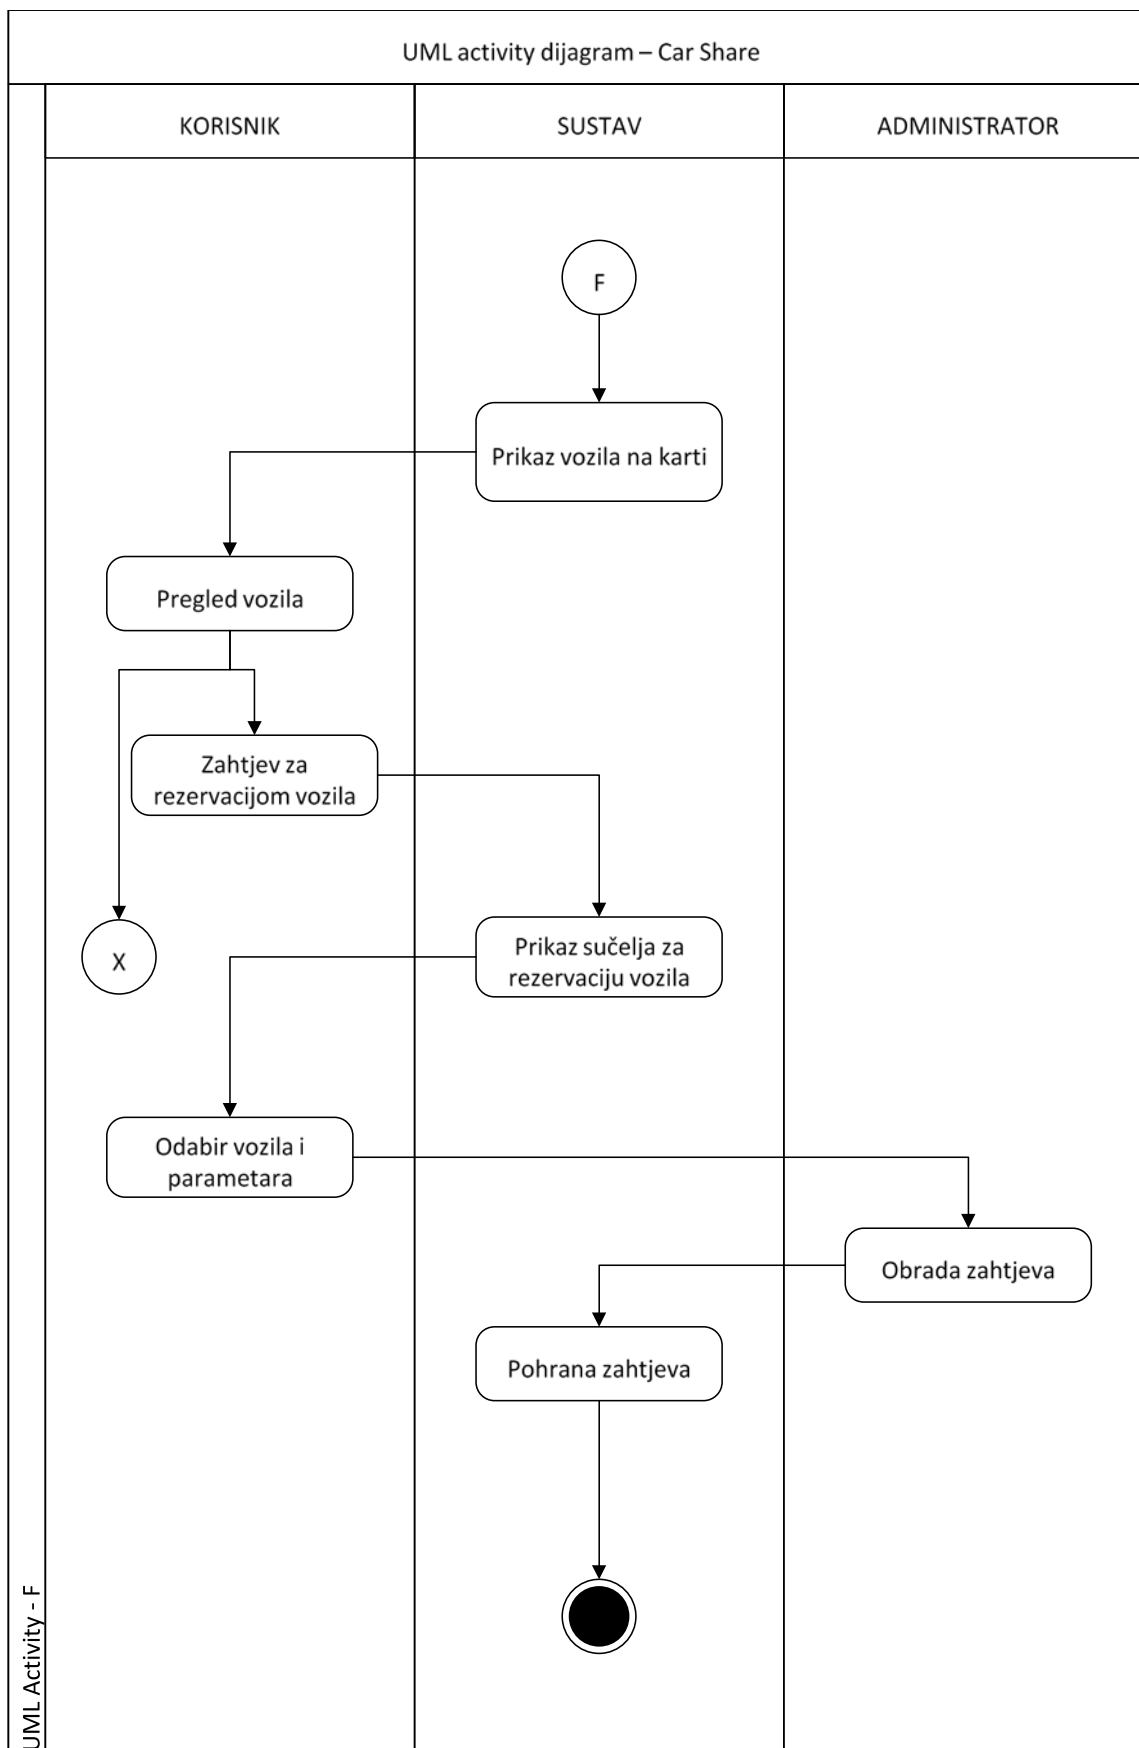 UML activity dijagram – Car Share
KORISNIK
SUSTAV
ADMINISTRATOR
F
Prikaz vozila na karti
Pregled vozila
Zahtjev za
rezervacijom vozila
X
Prikaz sučelja za
rezervaciju vozila
Odabir vozila i
parametara
Obrada zahtjeva
Pohrana zahtjeva
UML Activity - F